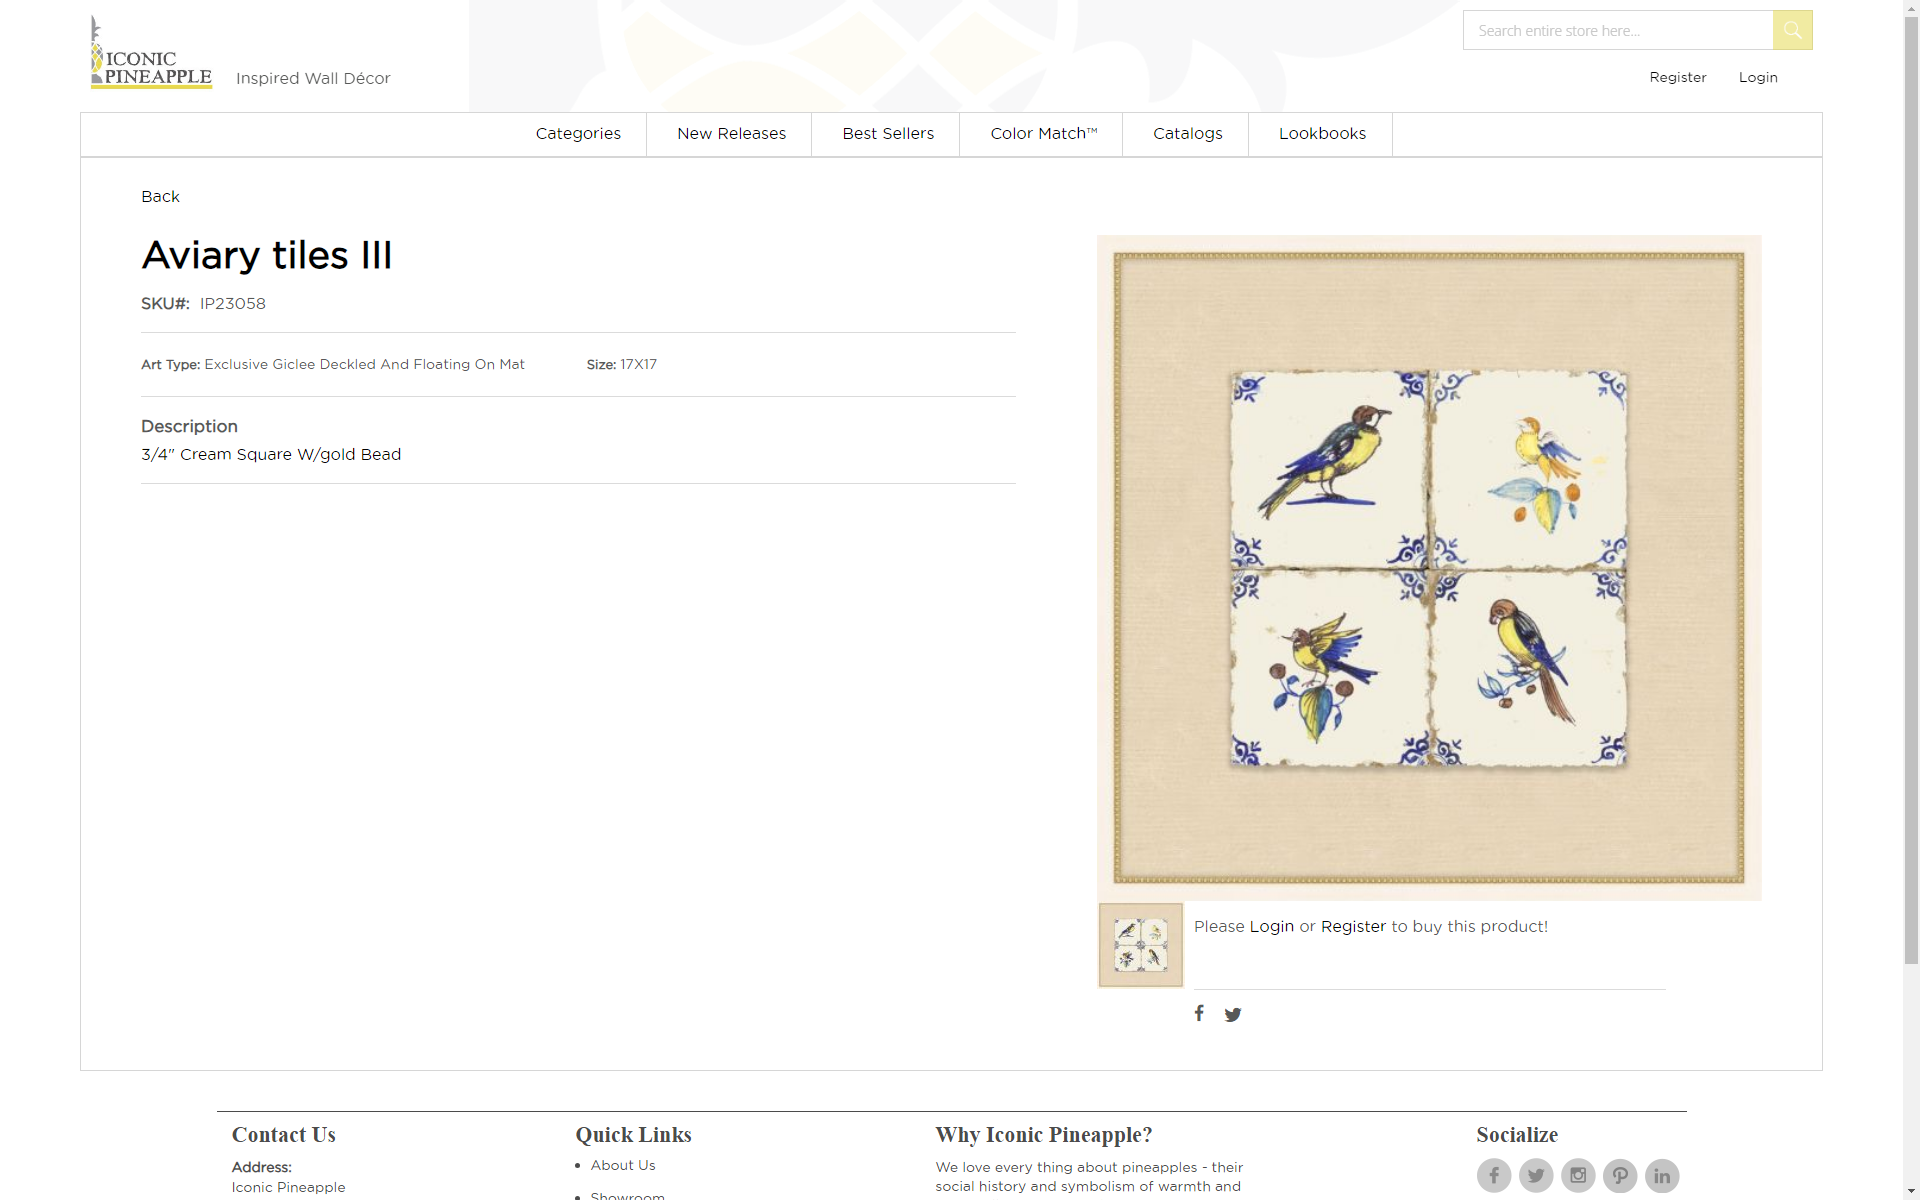 ICONIC
PINEAPPLE
Inspired Wall Décor
Search entire store here...
Register
Login
Categories
New Releases
Best Sellers
Color Match™
Catalogs
Lookbooks
Back
Aviary tiles III
SKU#: IP23058
Art Type: Exclusive Giclee Deckled And Floating On Mat
Size: 17X17
Description
3/4" Cream Square W/gold Bead
Please Login or Register to buy this product!
Contact Us
Address:
Iconic Pineapple
Quick Links
About Us
Showroom
Why Iconic Pineapple?
We love every thing about pineapples - their
social history and symbolism of warmth and
Socialize